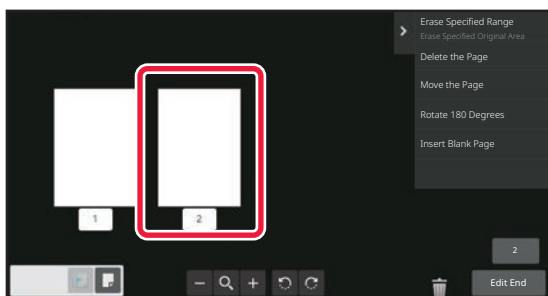 Erase Specified Range
Erase Specified Original Area
Delete the Page
Move the Page
Rotate 180 Degrees
Insert Blank Page
1
2
2
Edit End